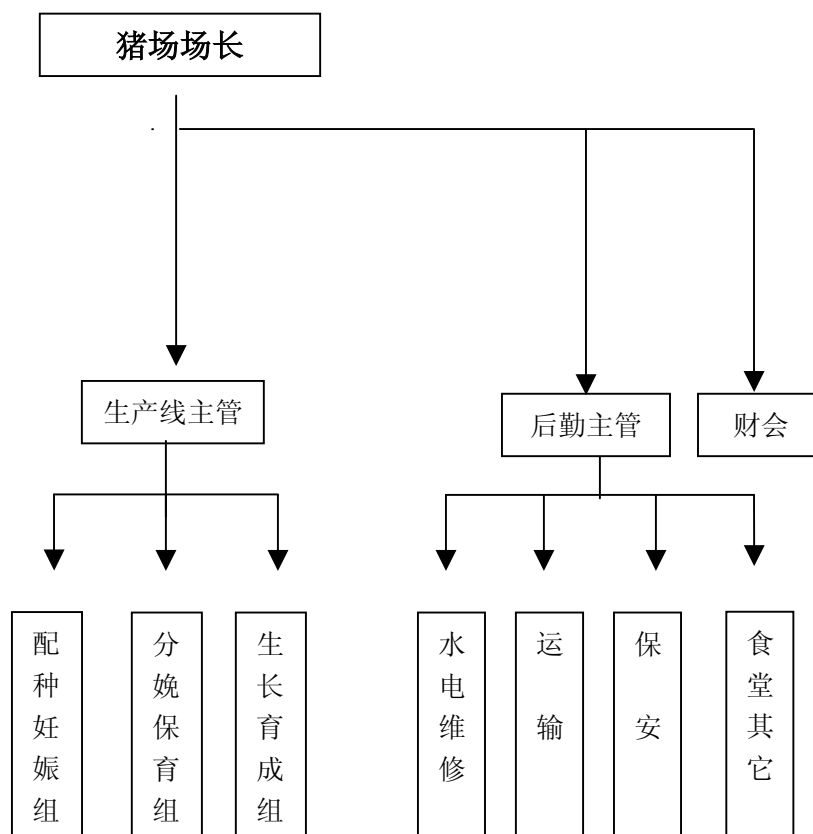 猪场场长
生产线主管
后勤主管
财会
配种妊娠组
分娩保育组
生长育成组
水电维修
运输
保安
食堂其它